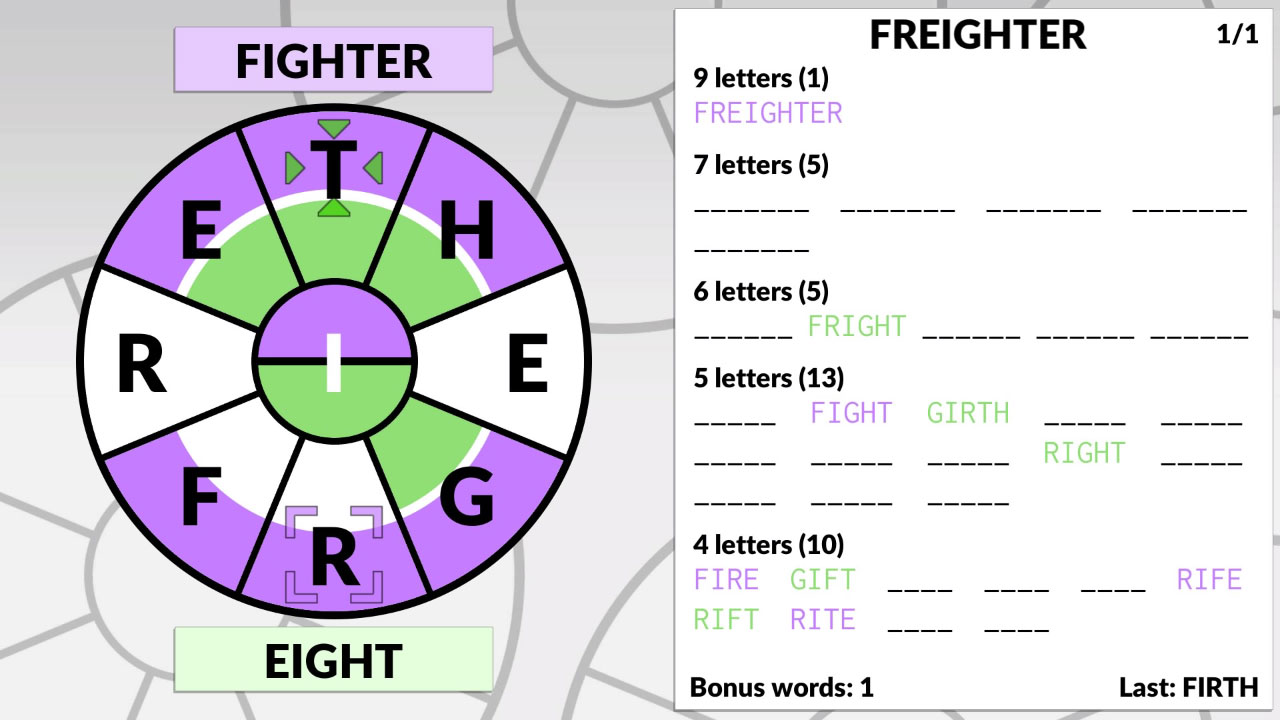 FIGHTER
T
E H
R I E
F G
R
EIGHT
FREIGHTER 1/1
9 letters (1)
FREIGHTER
7 letters (5)
_______ _______ _______ _______
_______
6 letters (5)
______ FRIGHT ______ ______ ______
5 letters (13)
_____ FIGHT GIRTH _____ _____
_____ _____ _____ RIGHT _____
_____ _____ _____
4 letters (10)
FIRE GIFT ____ ____ ____ RIFE
RIFT RITE ____ ____
Bonus words: 1 Last: FIRTH